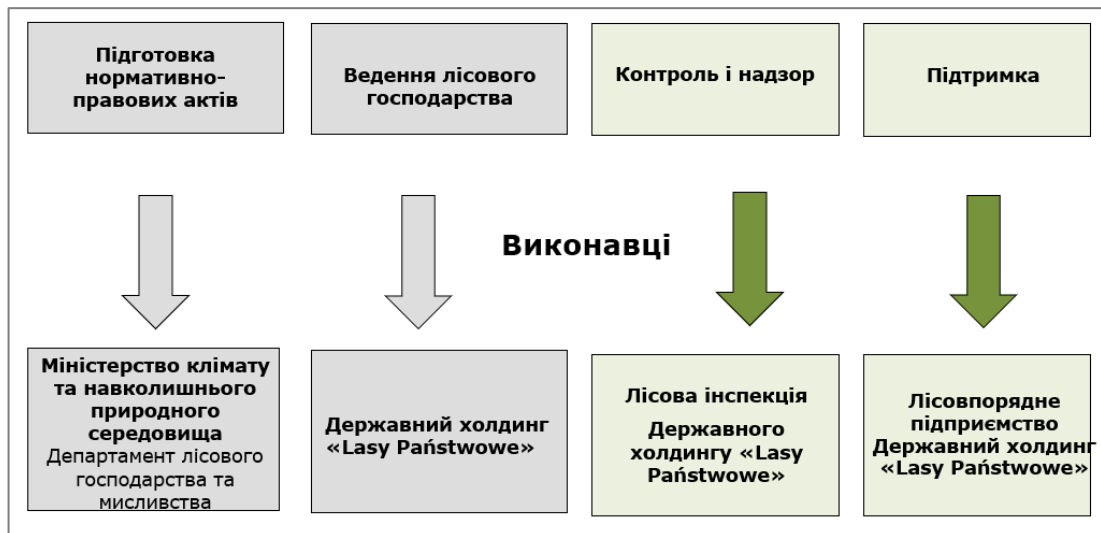 Підготовка
нормативно-
правових актів
Ведення лісового
господарства
Контроль і надзор
Підтримка
Виконавці
Міністерство клімату
та навколишнього
природного
середовища
Департамент лісового
господарства та
мисливства
Державний холдинг
«Lasy Państwowe»
Лісова інспекція
Державного
холдингу «Lasy
Państwowe»
Лісовпорядне
підприємство
Державний холдинг
«Lasy Państwowe»